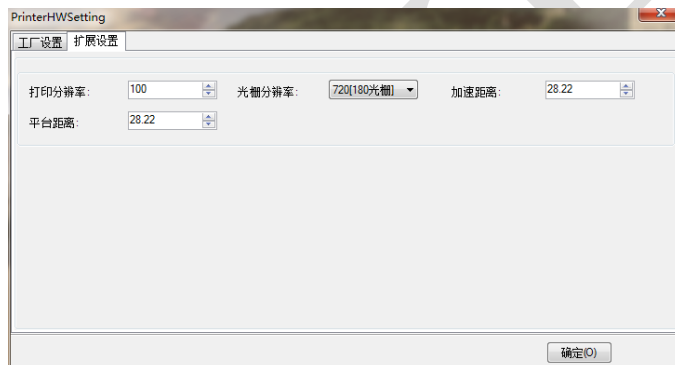 PrinterHWSetting
工厂设置 扩展设置
打印分辨率: 100 光栅分辨率: 720[180光栅] 加速距离: 28.22
平台距离: 28.22
确定(O)